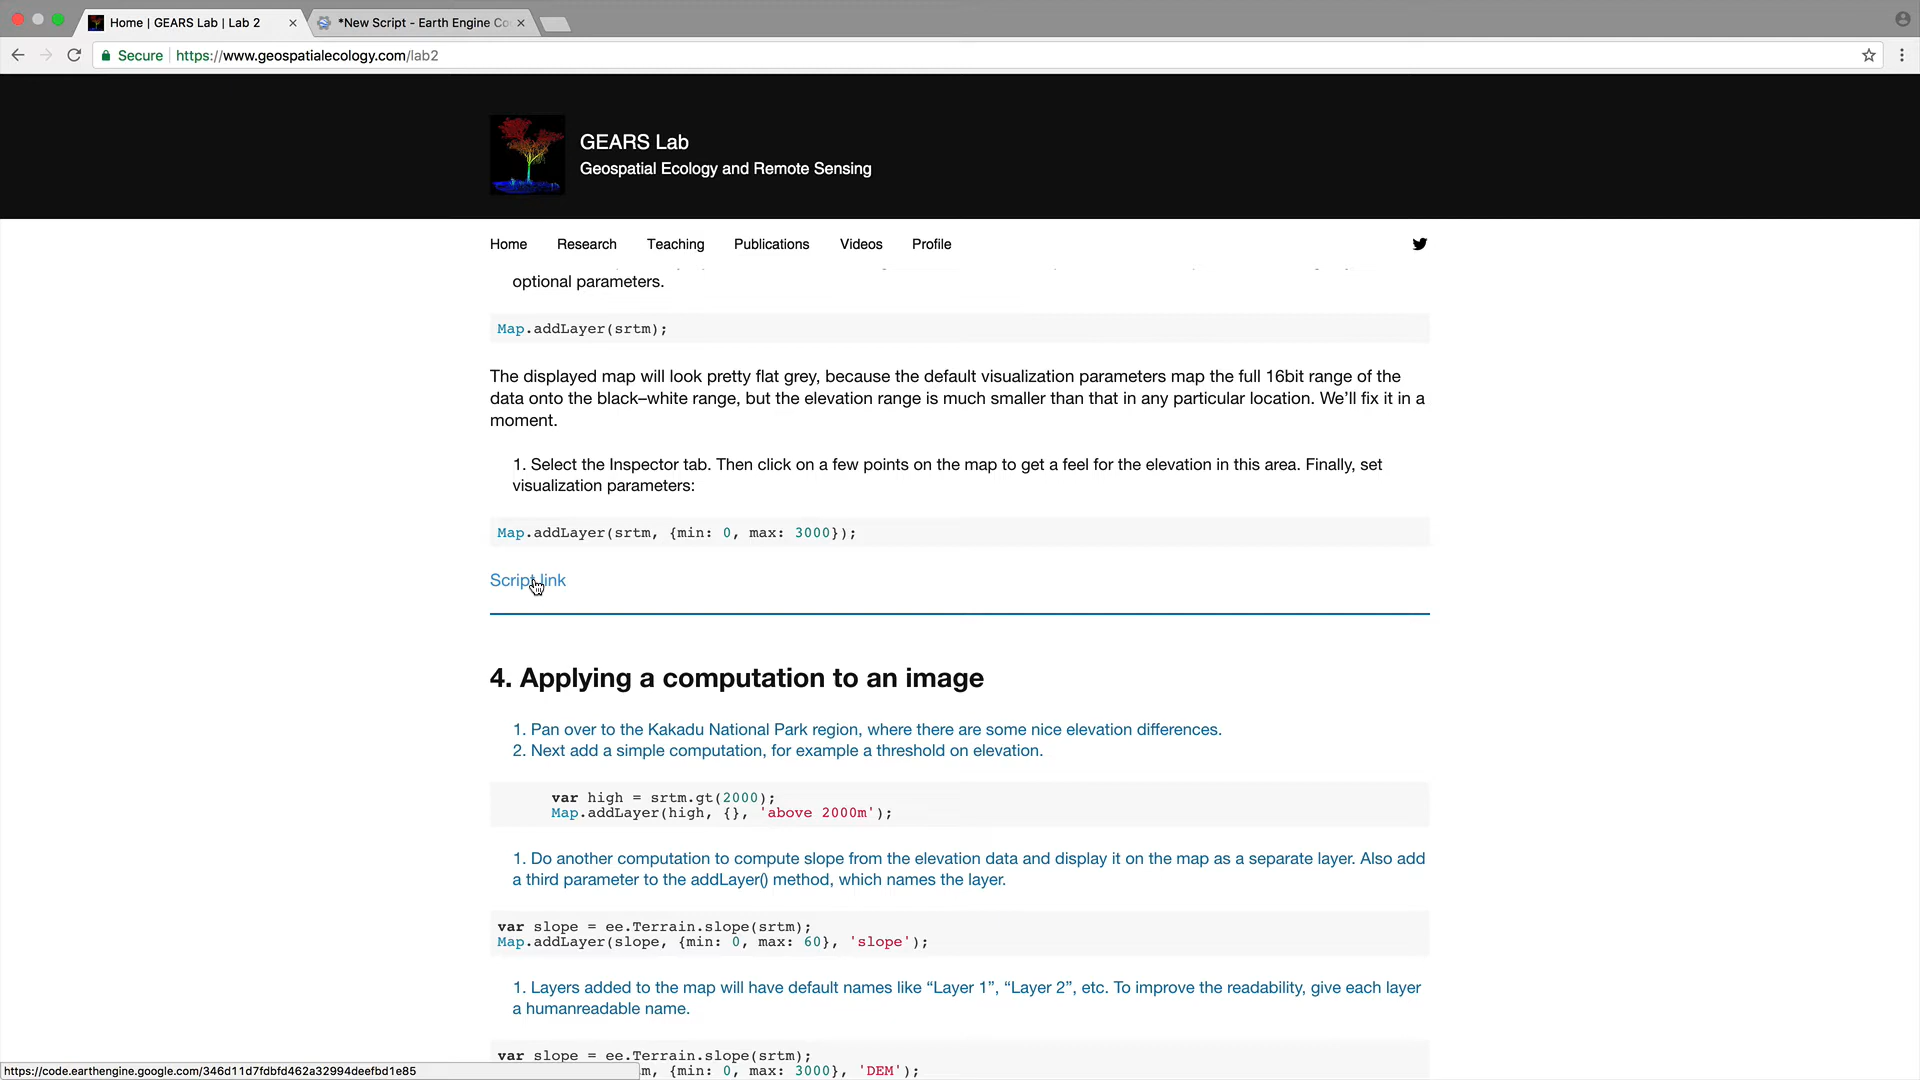 Home | GEARS Lab | Lab 2
*New Script - Earth Engine Co
Secure
https://www.geospatialecology.com/lab2
GEARS Lab
Geospatial Ecology and Remote Sensing
Home Research Teaching Publications Videos Profile
optional parameters.
Map.addLayer(srtm);
The displayed map will look pretty flat grey, because the default visualization parameters map the full 16bit range of the
data onto the black–white range, but the elevation range is much smaller than that in any particular location. We’ll fix it in a
moment.
1. Select the Inspector tab. Then click on a few points on the map to get a feel for the elevation in this area. Finally, set
visualization parameters:
Map.addLayer(srtm, {min: 0, max: 3000});
Script link
4. Applying a computation to an image
1. Pan over to the Kakadu National Park region, where there are some nice elevation differences.
2. Next add a simple computation, for example a threshold on elevation.
var high = srtm.gt(2000);
Map.addLayer(high, {}, 'above 2000m');
1. Do another computation to compute slope from the elevation data and display it on the map as a separate layer. Also add
a third parameter to the addLayer() method, which names the layer.
var slope = ee.Terrain.slope(srtm);
Map.addLayer(slope, {min: 0, max: 60}, 'slope');
1. Layers added to the map will have default names like “Layer 1”, “Layer 2”, etc. To improve the readability, give each layer
a humanreadable name.
var slope = ee.Terrain.slope(srtm);
m, {min: 0, max: 3000}, 'DEM');
https://code.earthengine.google.com/346d11d7fdbfd462a32994deefbd1e85